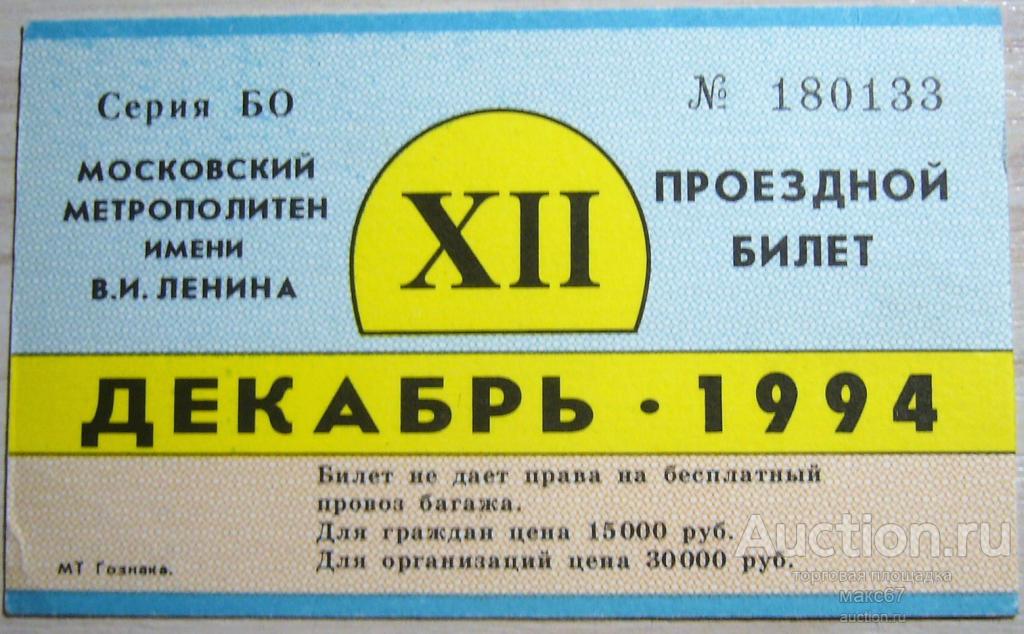 Серия БО
№ 180133
МОСКОВСКИЙ
МЕТРОПОЛИТЕН
ИМЕНИ
В.И. ЛЕНИНА
XII
ПРОЕЗДНОЙ
БИЛЕТ
ДЕКАБРЬ · 1994
Билет не дает права на бесплатный
провоз багажа.
Для граждан цена 15000 руб.
Для организаций цена 30000 руб.
МТ Гознака.
Auction.ru
торговая площадка
макс67
auction.ru